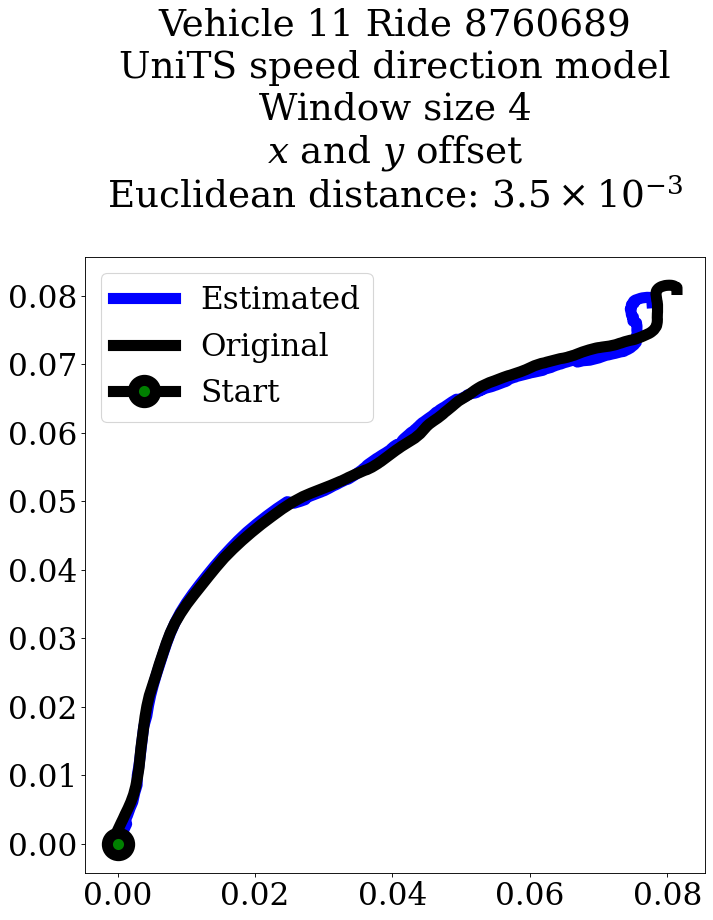 Vehicle 11 Ride 8760689
UniTS speed direction model
Window size 4
x and y offset
Euclidean distance: 3.5 × 10⁻³
Estimated
Original
Start
0.08
0.07
0.06
0.05
0.04
0.03
0.02
0.01
0.00
0.00 0.02 0.04 0.06 0.08